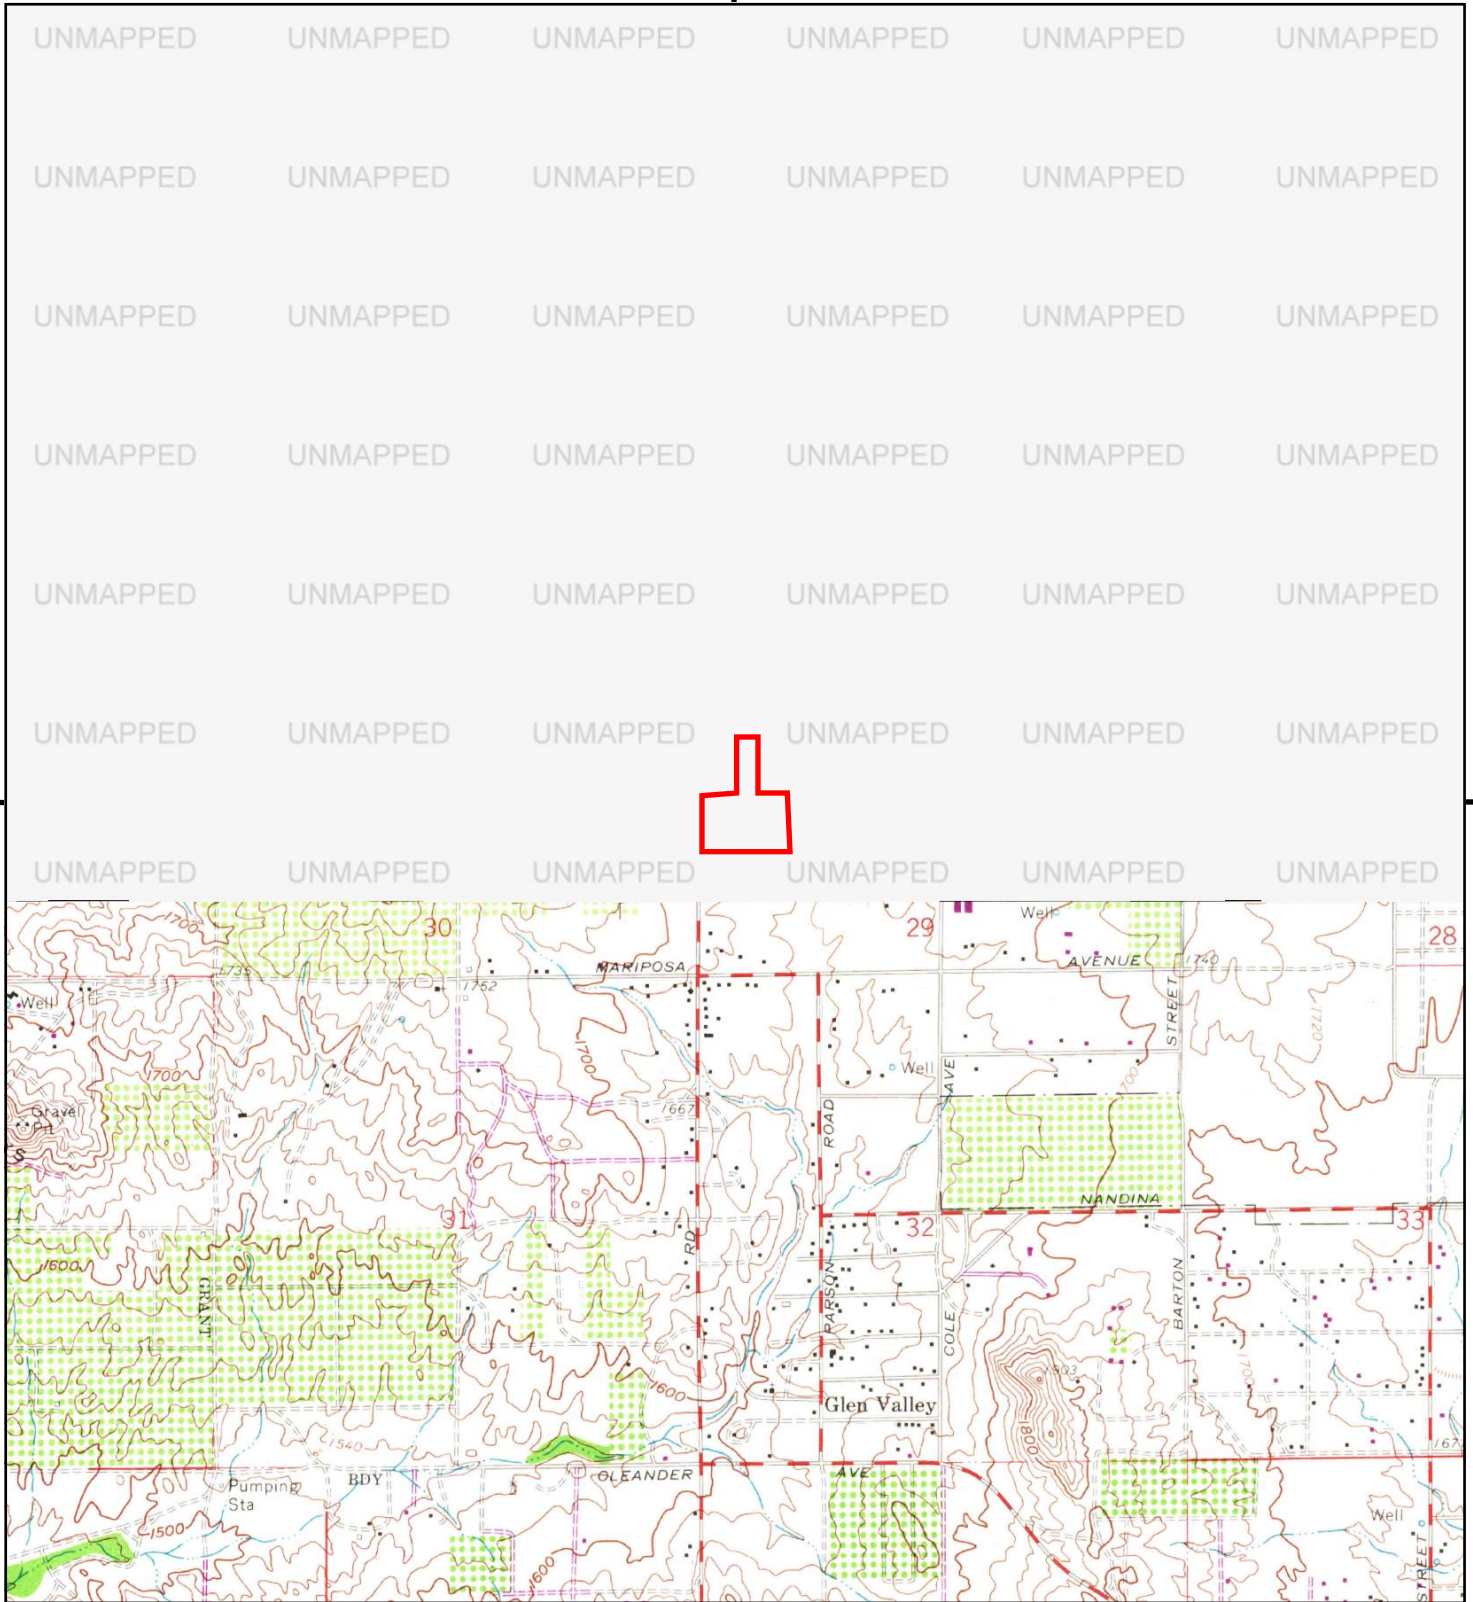 UNMAPPED UNMAPPED UNMAPPED UNMAPPED UNMAPPED UNMAPPED
UNMAPPED UNMAPPED UNMAPPED UNMAPPED UNMAPPED UNMAPPED
UNMAPPED UNMAPPED UNMAPPED UNMAPPED UNMAPPED UNMAPPED
UNMAPPED UNMAPPED UNMAPPED UNMAPPED UNMAPPED UNMAPPED
UNMAPPED UNMAPPED UNMAPPED UNMAPPED UNMAPPED UNMAPPED
UNMAPPED UNMAPPED UNMAPPED UNMAPPED UNMAPPED UNMAPPED
UNMAPPED UNMAPPED UNMAPPED UNMAPPED UNMAPPED UNMAPPED
1700
30
29
Well
28
1735
MARIPOSA
AVENUE
1740
1752
Well
STREET
1720
1700
1700
Well
AVE
1700
Gravel
Pit
1667
ROAD
S
NANDINA
31
32
33
RD
1600
GRANT
PARSON
COLE
BARTON
1903
1700
1600
Glen Valley
1800
1540
167
BDY
OLEANDER
AVE
Pumping
Sta
1500
Well
1600
STREET